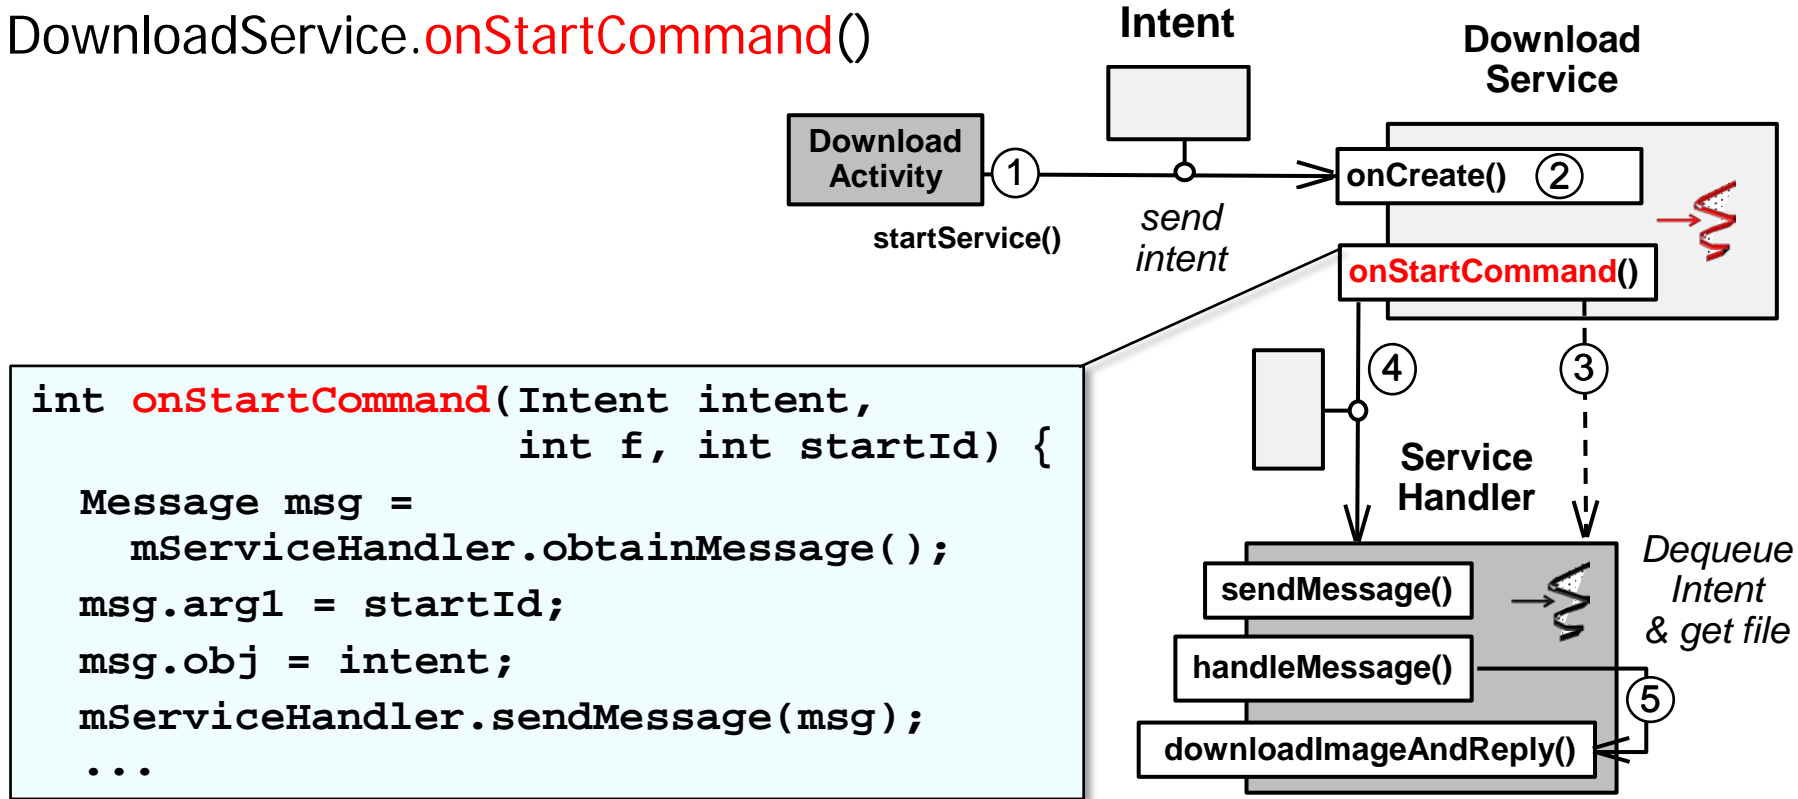 DownloadService.onStartCommand()
Intent
Download
Service
Download
Activity
1
onCreate()
2
send
intent
startService()
onStartCommand()
4
3
int onStartCommand(Intent intent,
int f, int startId) {
Message msg =
mServiceHandler.obtainMessage();
msg.arg1 = startId;
msg.obj = intent;
mServiceHandler.sendMessage(msg);
...
Service
Handler
Dequeue
Intent
& get file
sendMessage()
handleMessage()
5
downloadImageAndReply()